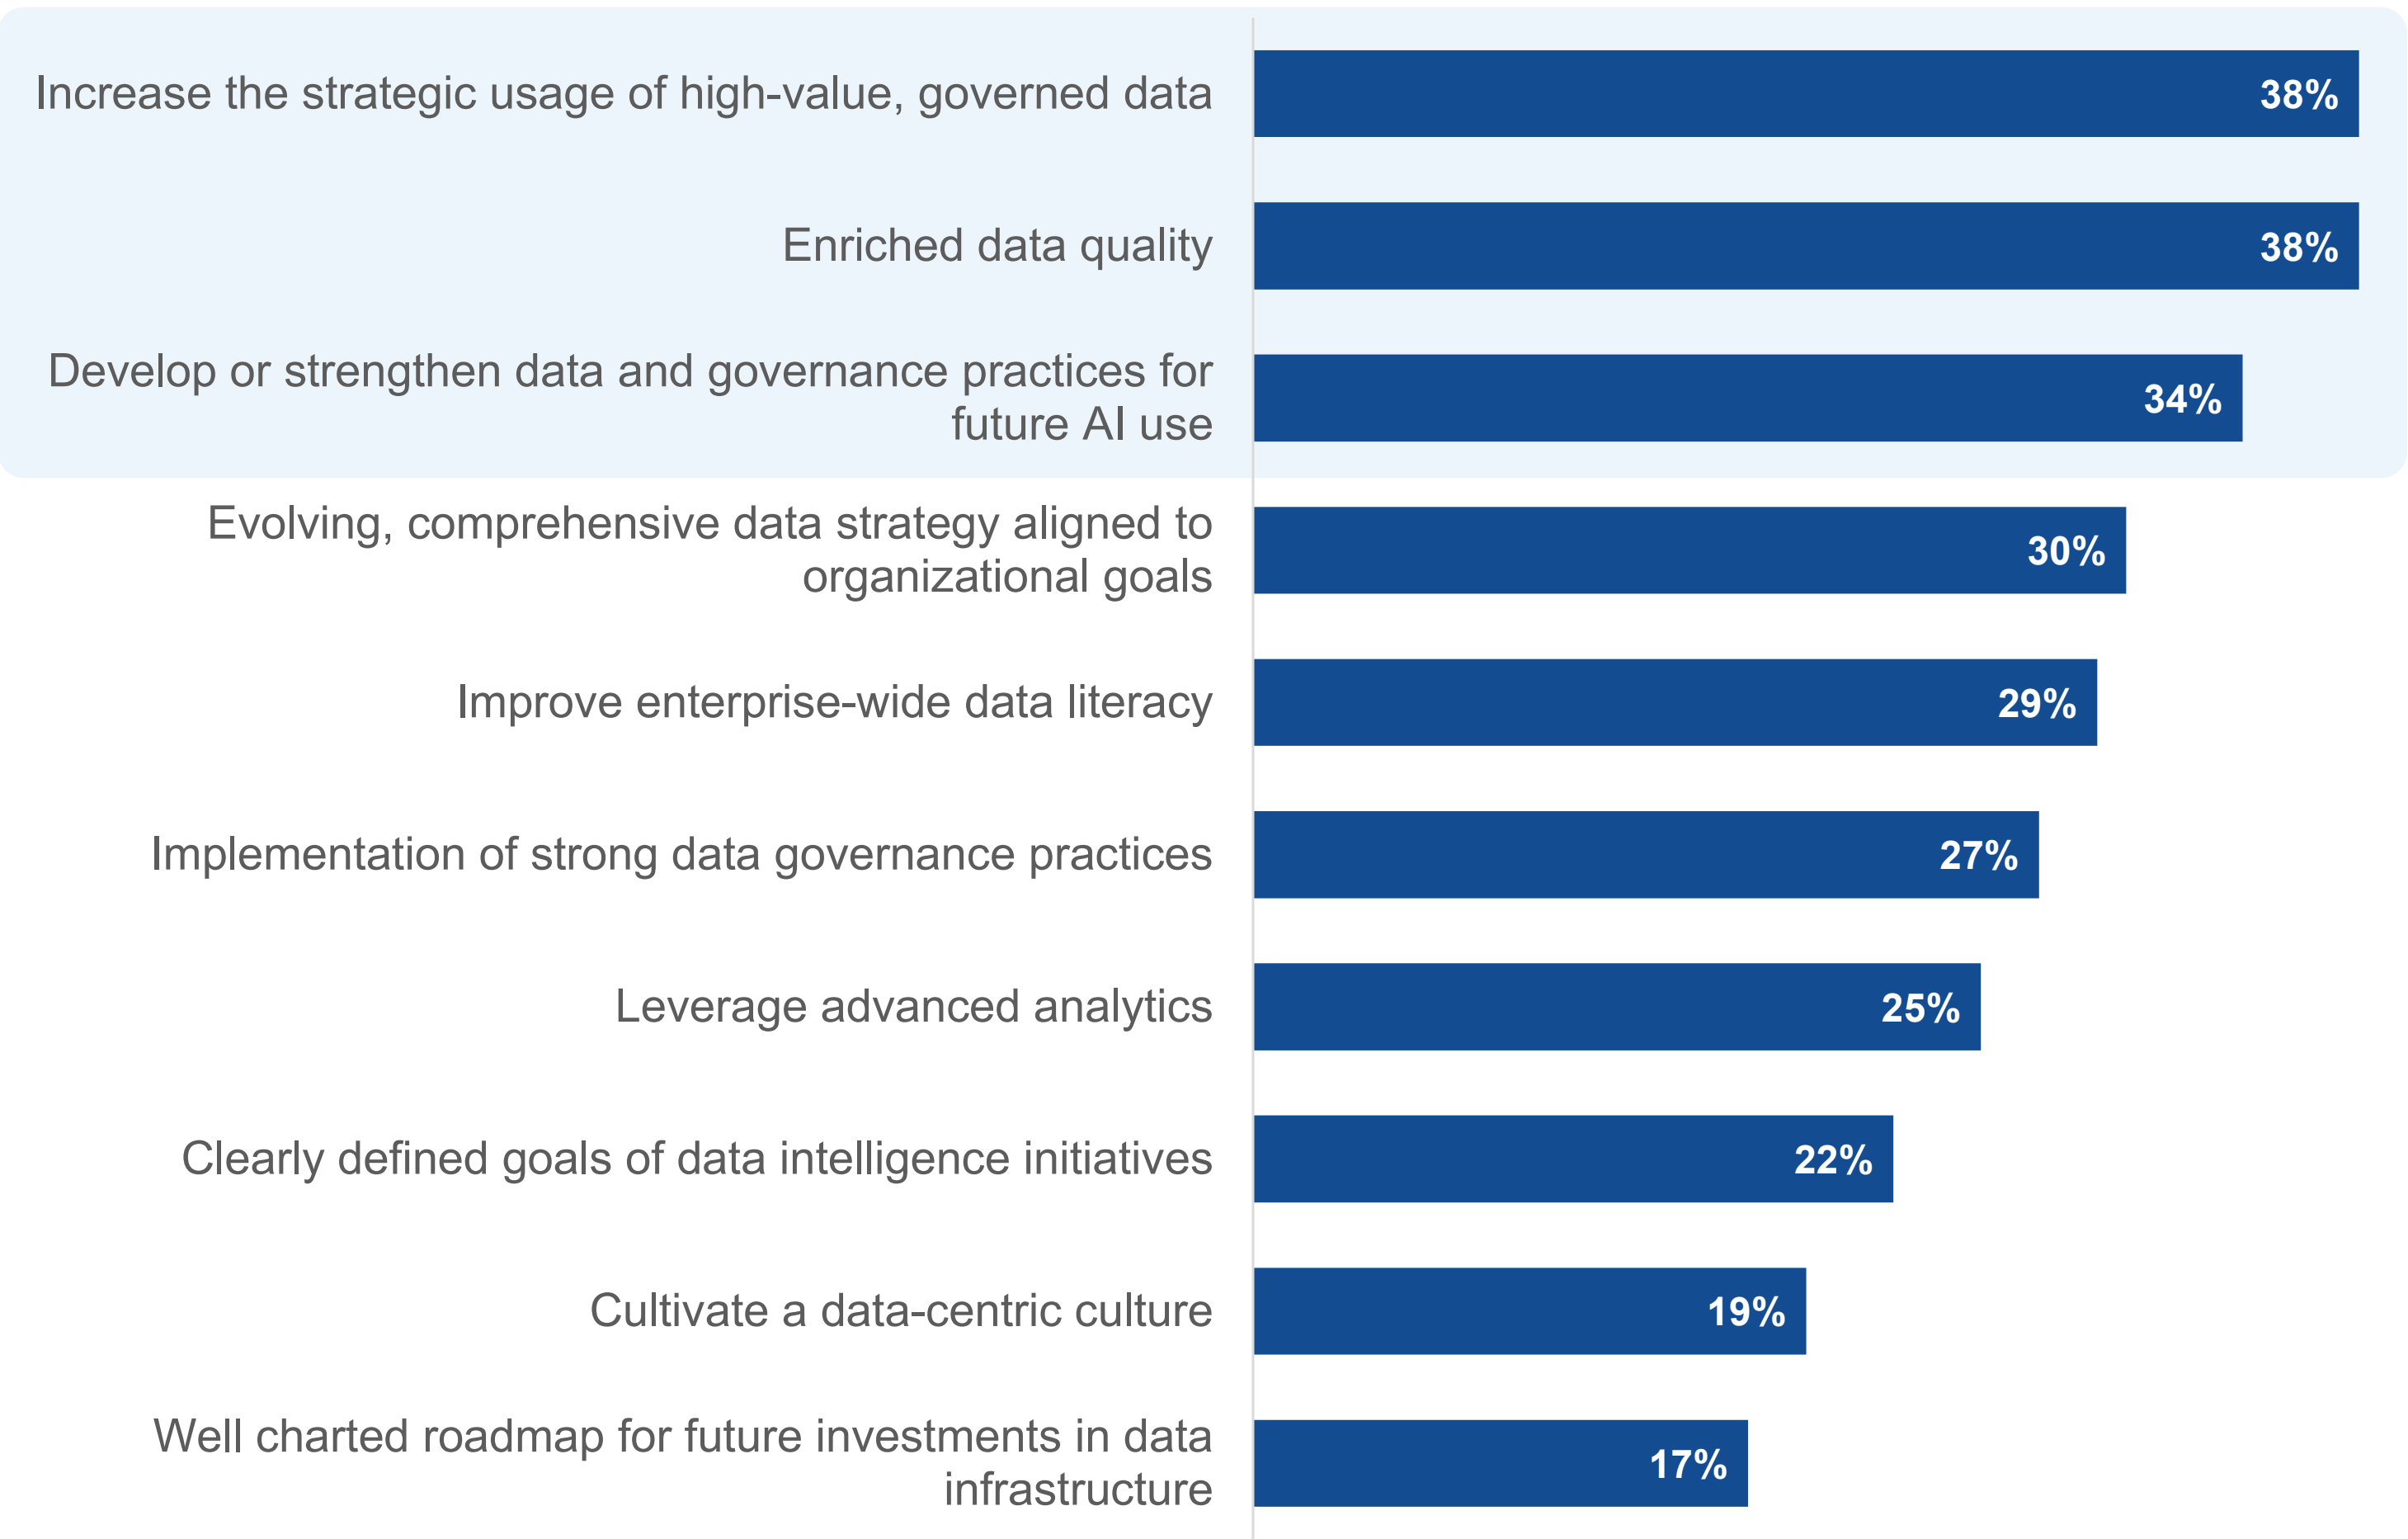 Increase the strategic usage of high-value, governed data
38%
Enriched data quality
38%
Develop or strengthen data and governance practices for
future AI use
34%
Evolving, comprehensive data strategy aligned to
organizational goals
30%
Improve enterprise-wide data literacy
29%
Implementation of strong data governance practices
27%
Leverage advanced analytics
25%
Clearly defined goals of data intelligence initiatives
22%
Cultivate a data-centric culture
19%
Well charted roadmap for future investments in data
infrastructure
17%